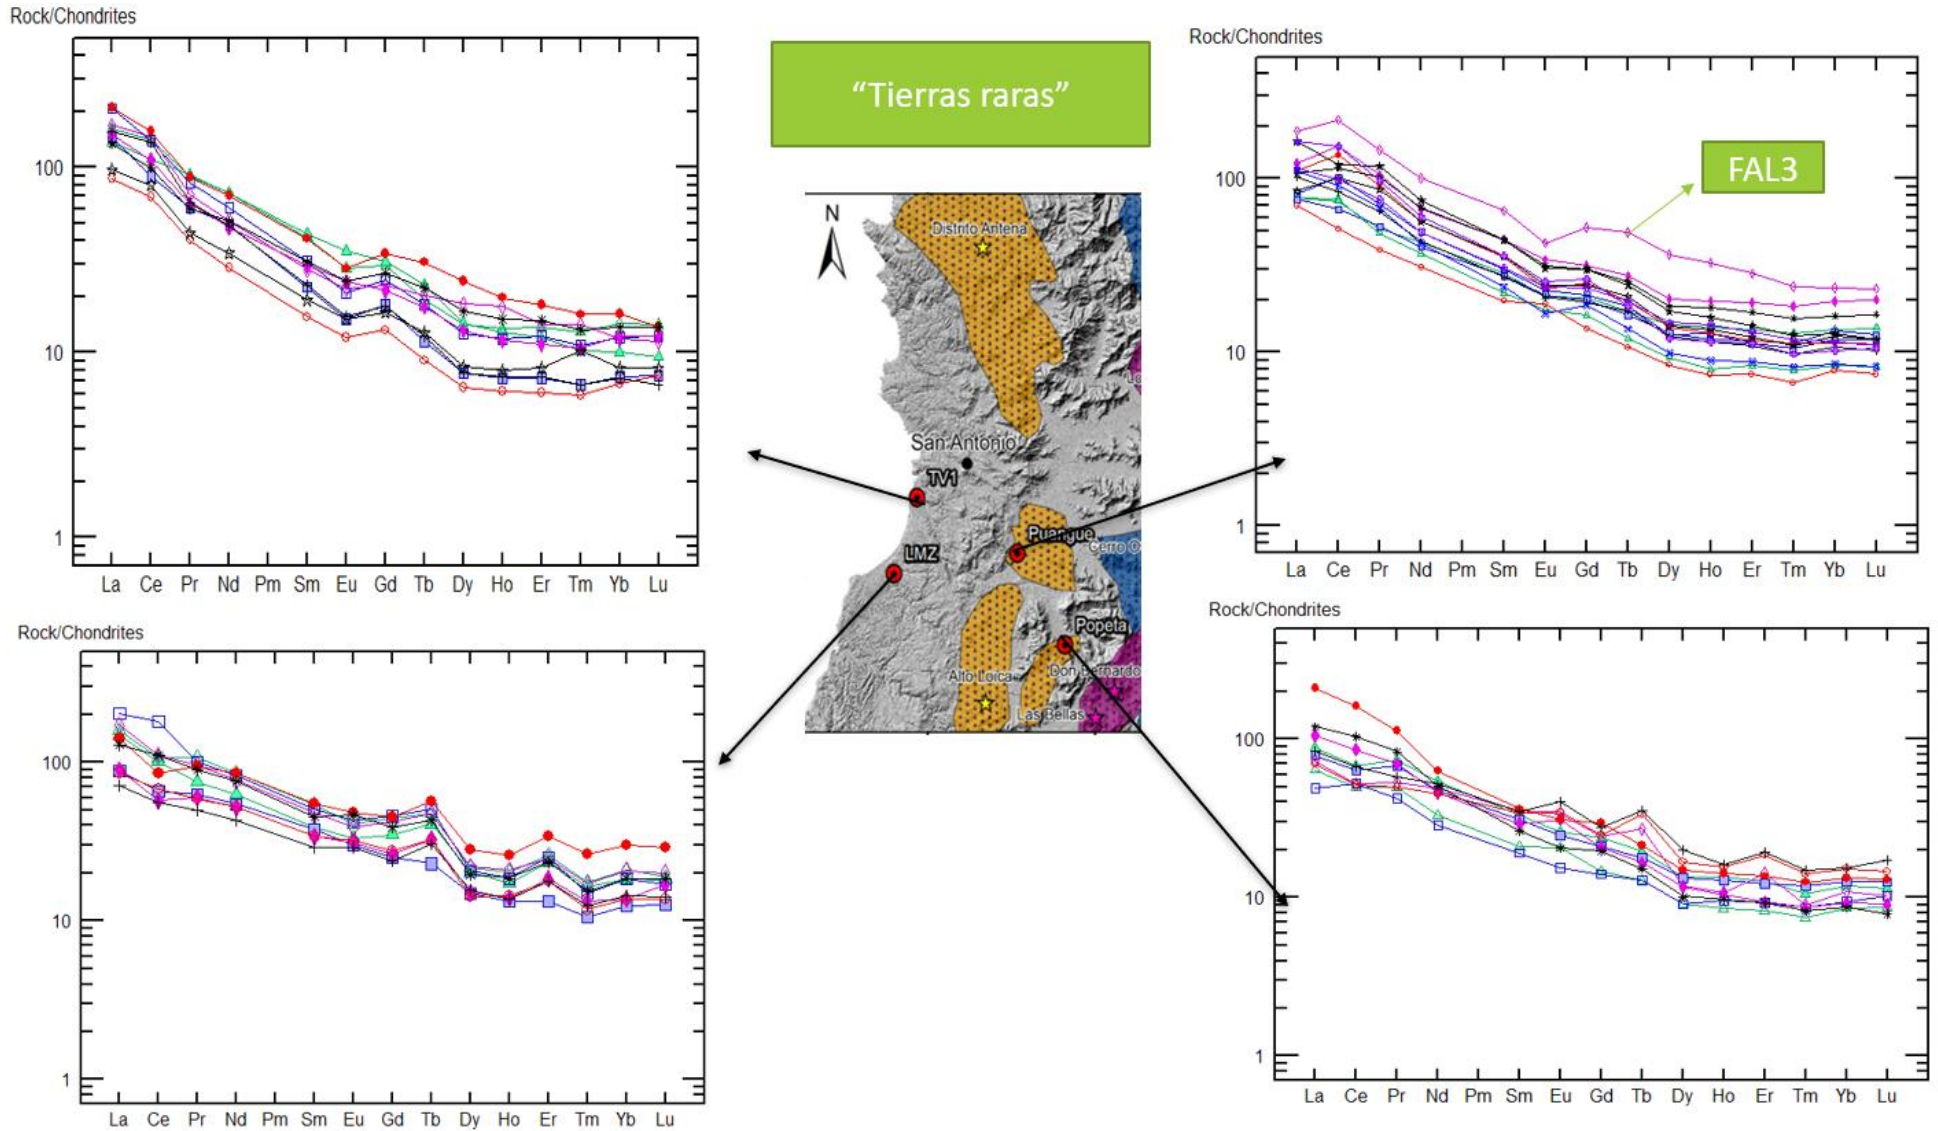 Rock/Chondrites
100
10
1
La Ce Pr Nd Pm Sm Eu Gd Tb Dy Ho Er Tm Yb Lu
“Tierras raras”
Rock/Chondrites
FAL3
100
10
1
La Ce Pr Nd Pm Sm Eu Gd Tb Dy Ho Er Tm Yb Lu
N
Distrito Antena
Lo
San Antonio
TV1
Puangue
Cerro O
LMZ
Popeta
Alto Loica
Don Bernardo
Las Bellas
Rock/Chondrites
100
10
1
La Ce Pr Nd Pm Sm Eu Gd Tb Dy Ho Er Tm Yb Lu
Rock/Chondrites
100
10
1
La Ce Pr Nd Pm Sm Eu Gd Tb Dy Ho Er Tm Yb Lu